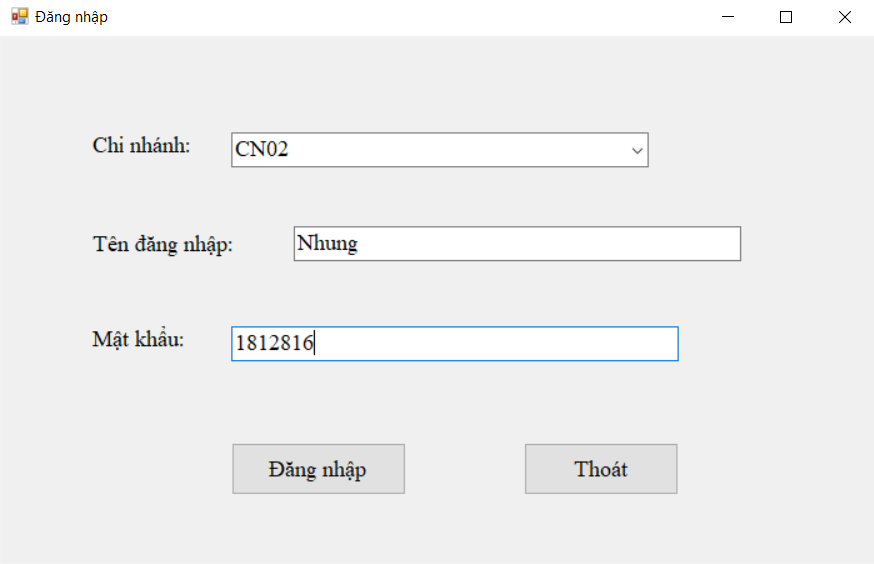 Đăng nhập
Chi nhánh: CN02
Tên đăng nhập: Nhung
Mật khẩu: 1812816
Đăng nhập Thoát